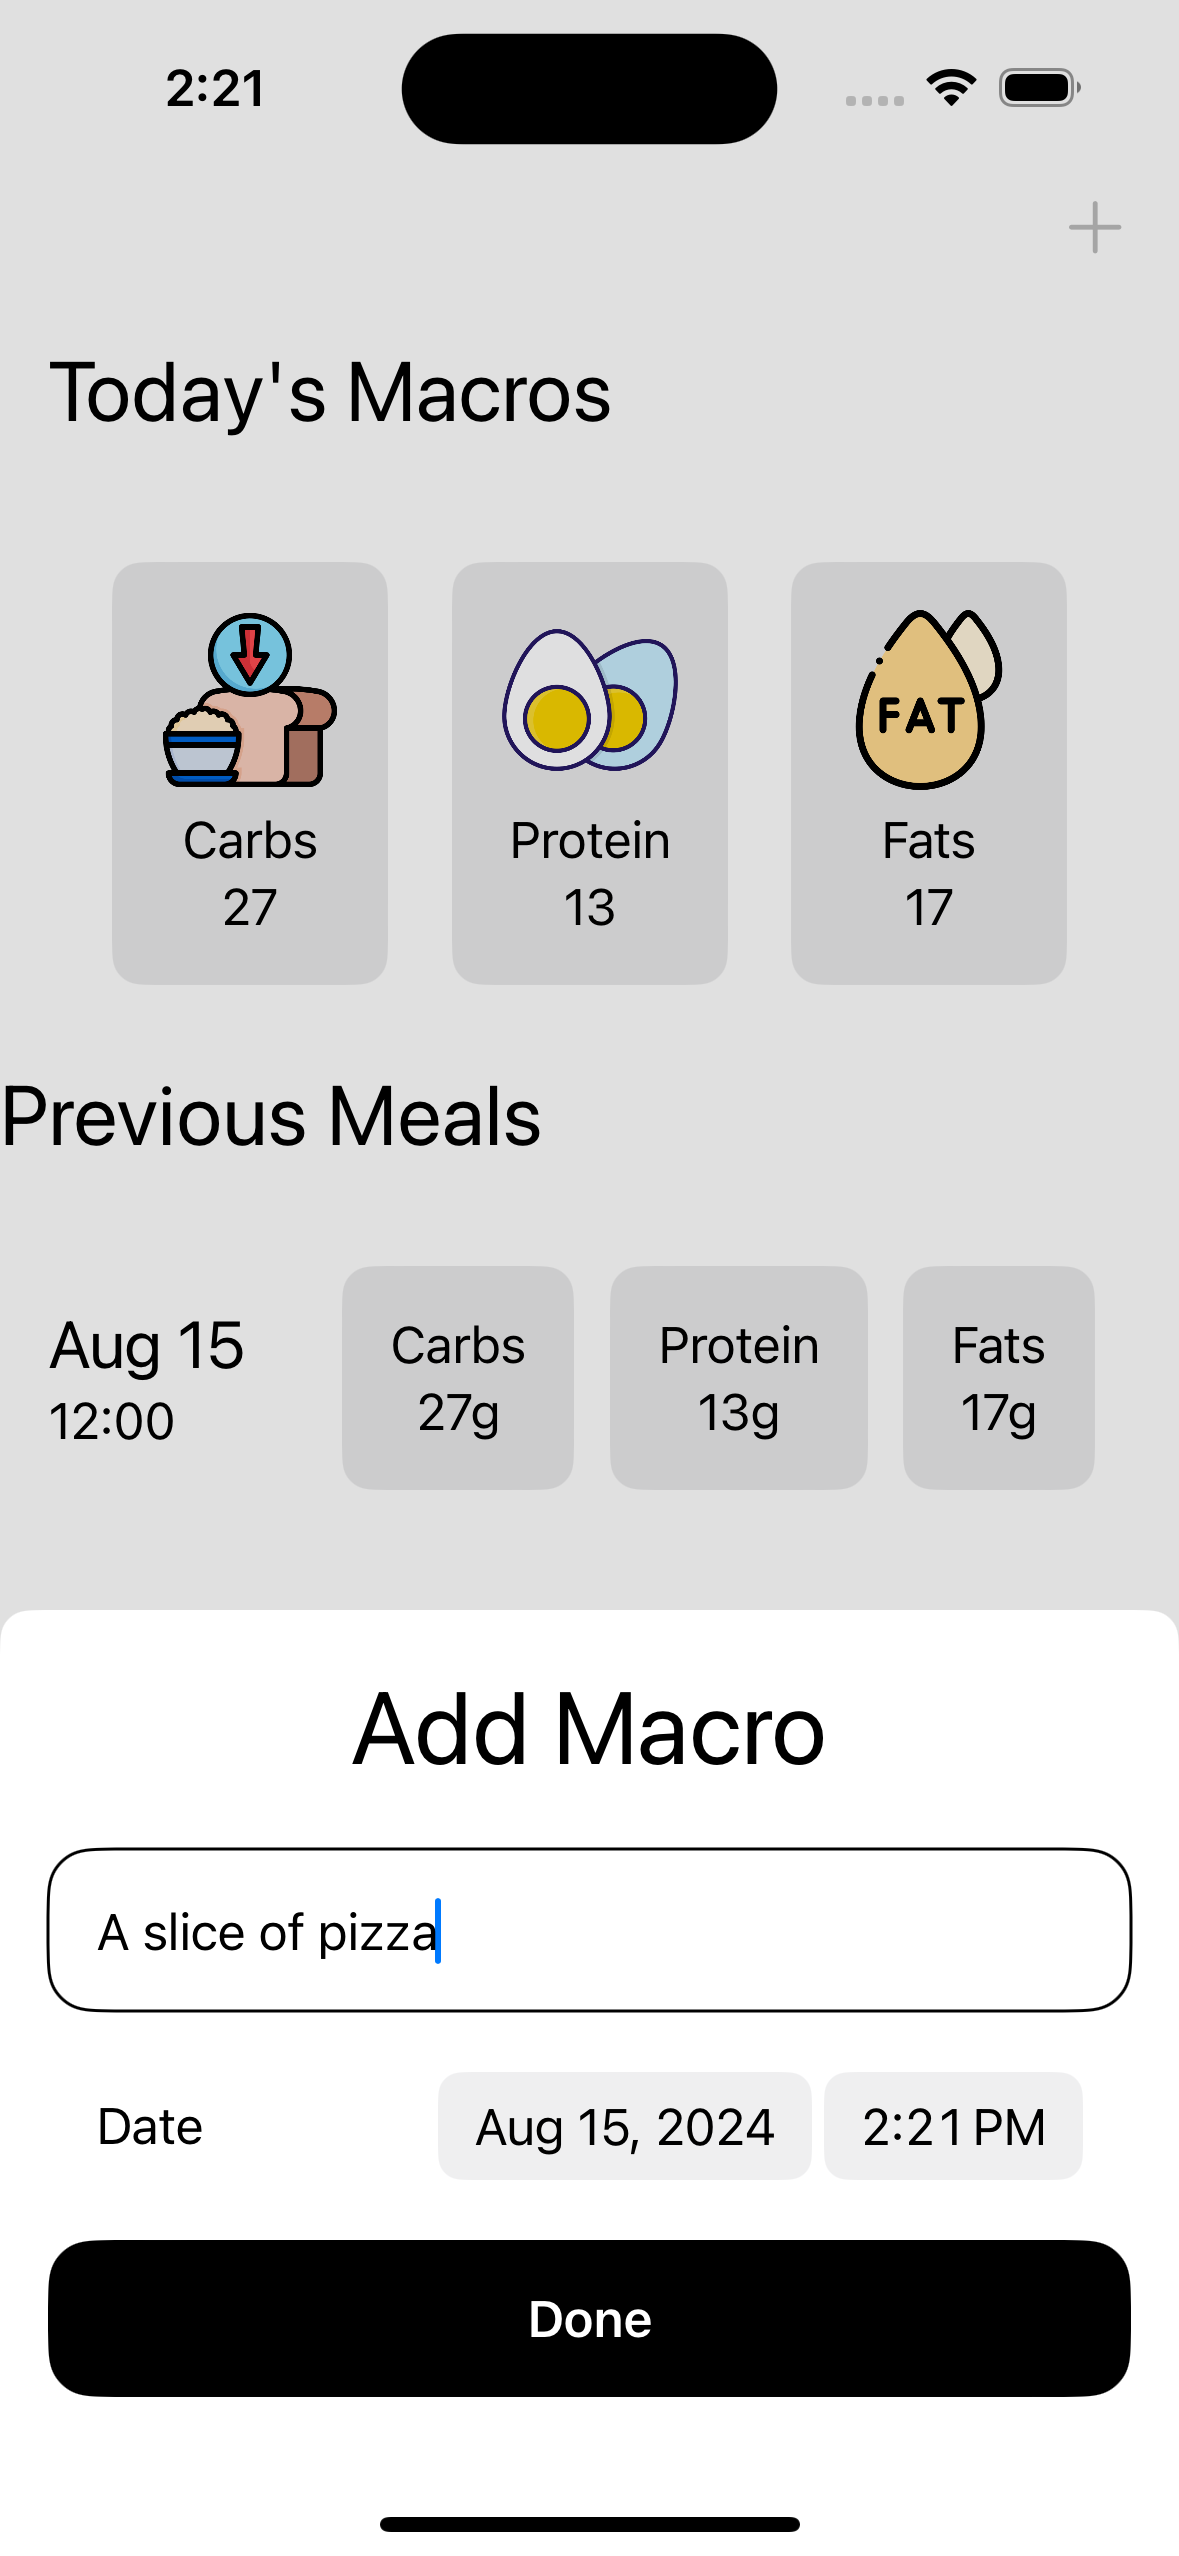 2:21
Today's Macros
FAT
Carbs Protein Fats
27 13 17
Previous Meals
Aug 15
12:00
Carbs Protein Fats
27g 13g 17g
Add Macro
A slice of pizza
Date Aug 15, 2024 2:21 PM
Done